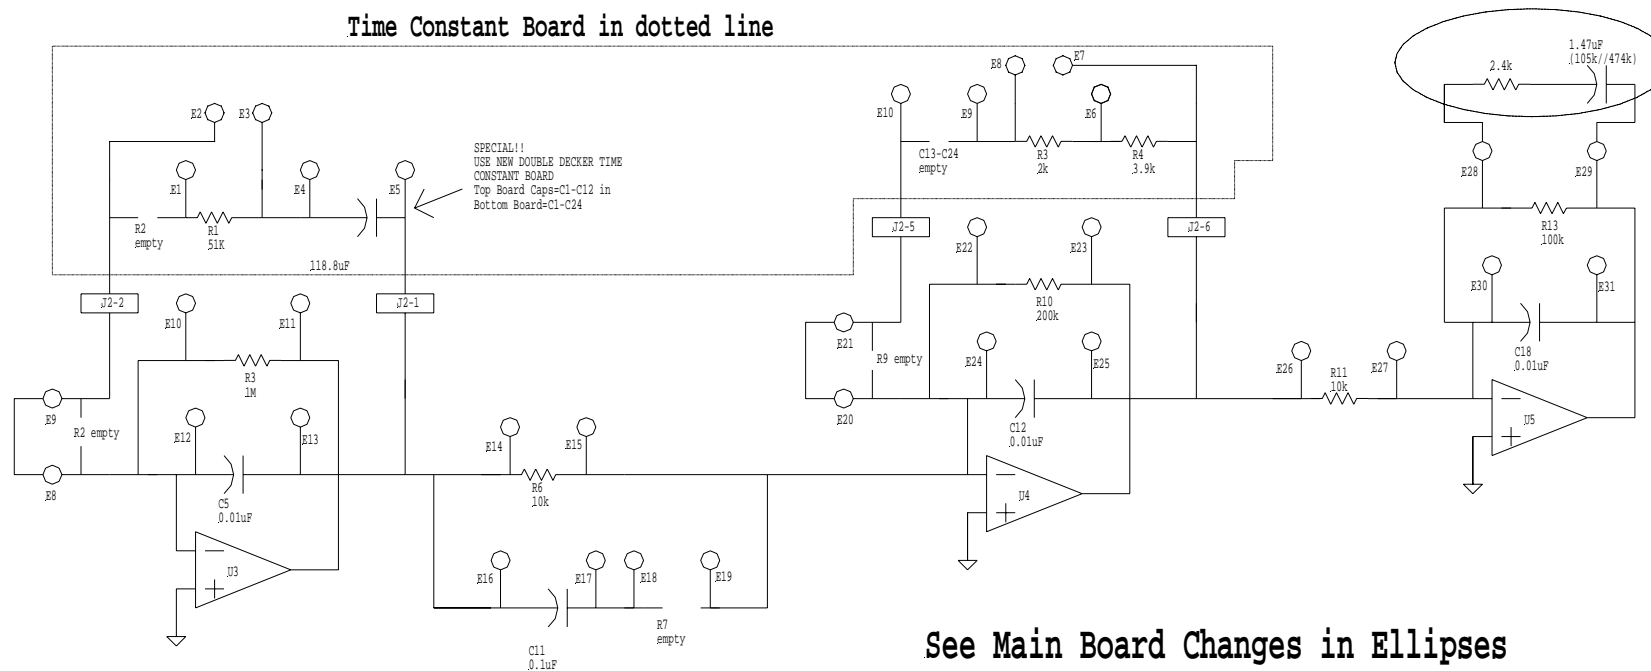 Time Constant Board in dotted line
1.47uF
(105k//474k)
2.4k
E7
E8
E2
E3
E10
E9
E6
SPECIAL!!
USE NEW DOUBLE DECKER TIME
CONSTANT BOARD
Top Board Caps=C1-C12 in
Bottom Board=C1-C24
C13-C24
empty
R3
2k
R4
3.9k
E28
E29
E1
E4
E5
R2
empty
R1
51K
J2-5
J2-6
R13
100k
E22
E23
118.8uF
J2-2
J2-1
E30
E31
E10
E11
R10
200k
E21
R9 empty
E24
E25
C18
0.01uF
R3
1M
E26
R11
10k
E27
E9
E20
C12
0.01uF
U5
R2 empty
E12
E13
E14
E15
E8
C5
0.01uF
R6
10k
U4
U3
E16
E17
E18
E19
R7
empty
C11
0.1uF
See Main Board Changes in Ellipses